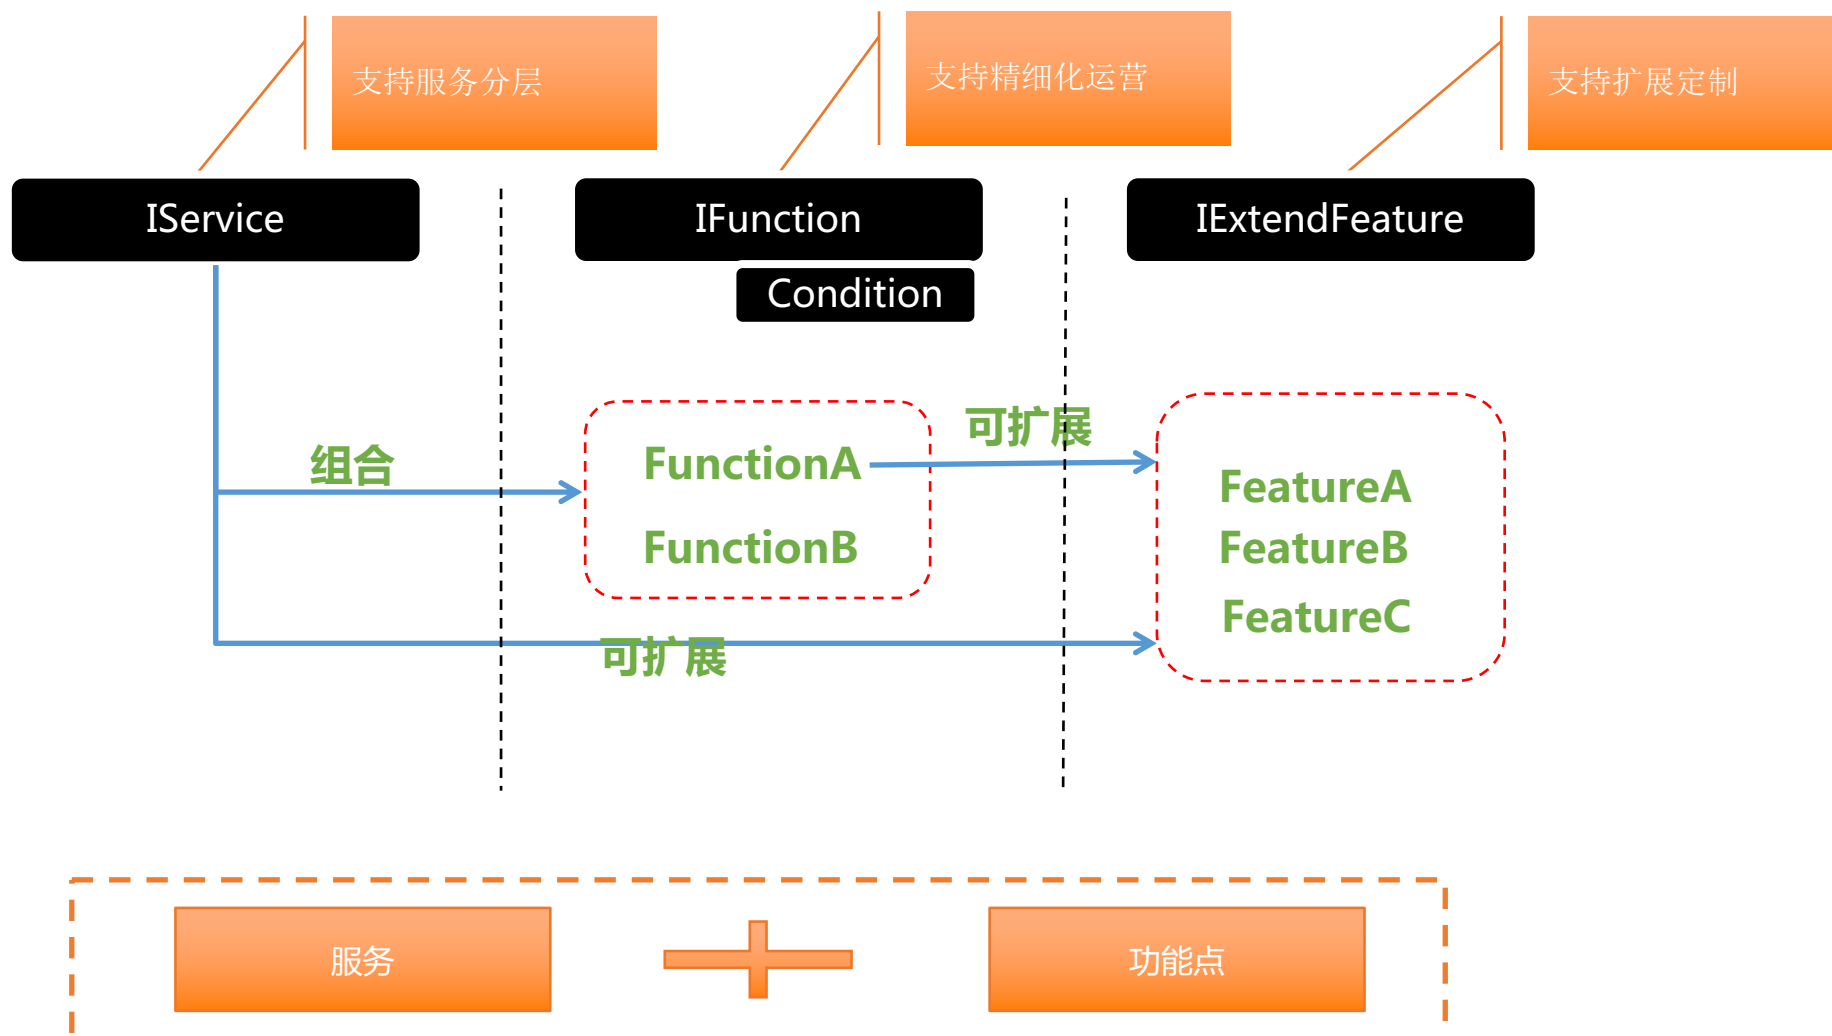 支持服务分层
支持精细化运营
支持扩展定制
IService
IFunction
IExtendFeature
Condition
组合
可扩展
FunctionA
FunctionB
FeatureA
FeatureB
FeatureC
可扩展
服务
功能点